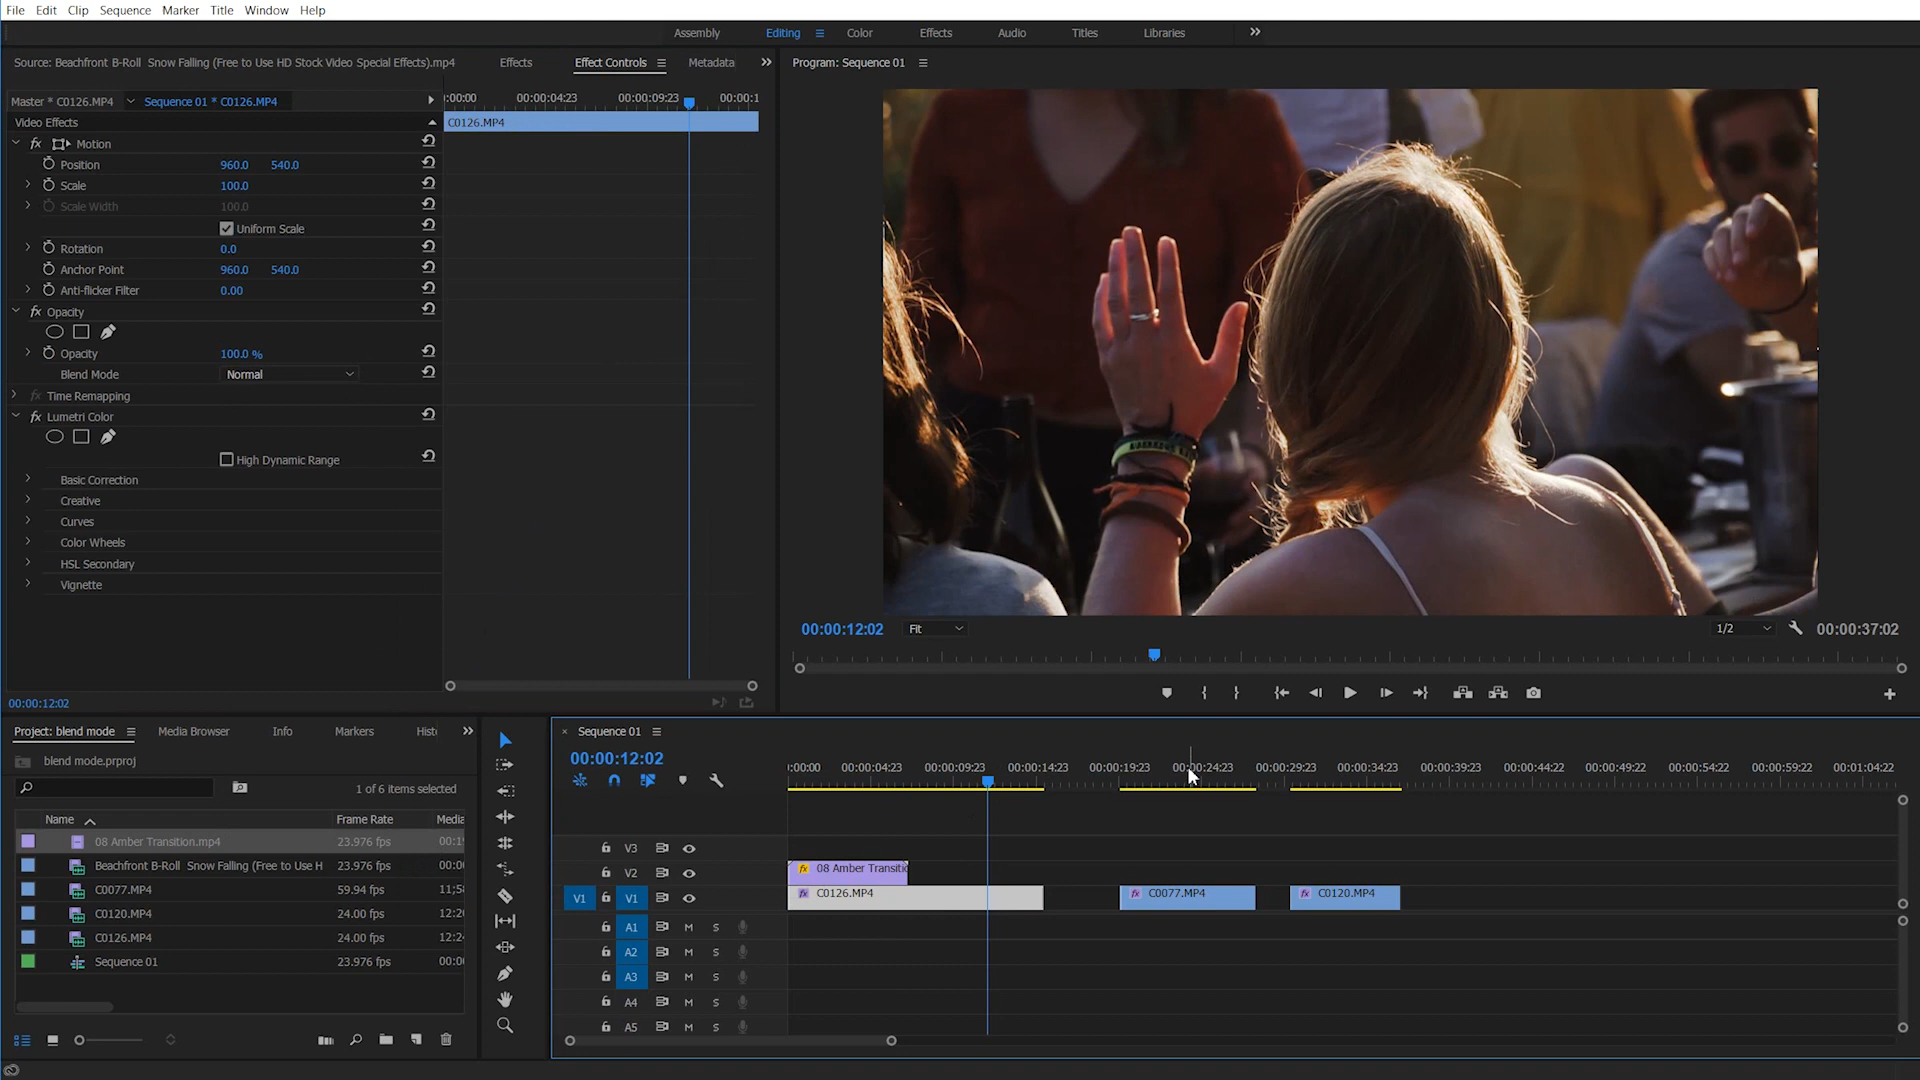 File Edit Clip Sequence Marker Title Window Help
Assembly Editing Color Effects Audio Titles Libraries
Source: Beachfront B-Roll Snow Falling (Free to Use HD Stock Video Special Effects).mp4 Effects Effect Controls Metadata
Program: Sequence 01
Master * C0126.MP4 Sequence 01 * C0126.MP4
:00:00 00:00:04:23 00:00:09:23 00:00:1
Video Effects
C0126.MP4
fx Motion
Position 960.0 540.0
Scale 100.0
Scale Width 100.0
Uniform Scale
Rotation 0.0
Anchor Point 960.0 540.0
Anti-flicker Filter 0.00
fx Opacity
Opacity 100.0 %
Blend Mode Normal
fx Time Remapping
fx Lumetri Color
High Dynamic Range
Basic Correction
Creative
Curves
Color Wheels
HSL Secondary
Vignette
00:00:12:02
00:00:12:02 Fit 1/2 00:00:37:02
Project: blend mode Media Browser Info Markers Histo
blend mode.prproj
1 of 6 items selected
Name Frame Rate Media
08 Amber Transition.mp4 23.976 fps 00:1
Beachfront B-Roll Snow Falling (Free to Use H 23.976 fps 00:0
C0077.MP4 59.94 fps 11;5
C0120.MP4 24.00 fps 12:2
C0126.MP4 24.00 fps 12:2
Sequence 01 23.976 fps 00:0
Sequence 01
00:00:12:02
:00:00 00:00:04:23 00:00:09:23 00:00:14:23 00:00:19:23 00:00:24:23 00:00:29:23 00:00:34:23 00:00:39:23 00:00:44:22 00:00:49:22 00:00:54:22 00:00:59:22 00:01:04:22
V3
V2 fx 08 Amber Transiti
V1 V1 fx C0126.MP4 fx C0077.MP4 fx C0120.MP4
A1 M S
A2 M S
A3 M S
A4 M S
A5 M S